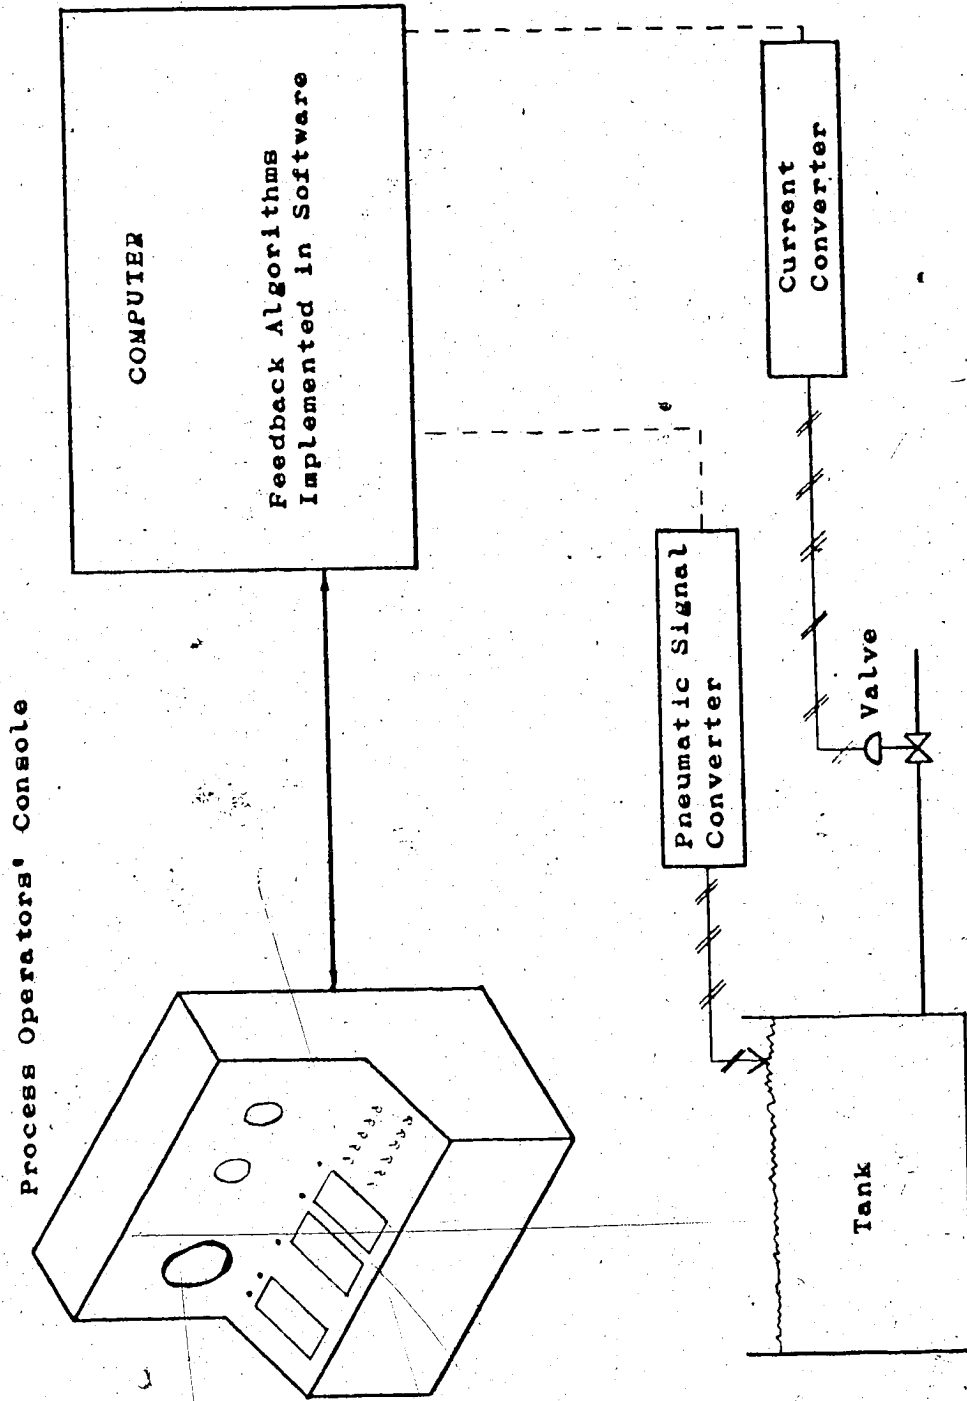 Process Operators' Console
COMPUTER
Feedback Algorithms
Implemented in Software
Pneumatic Signal
Converter
Current
Converter
Valve
Tank